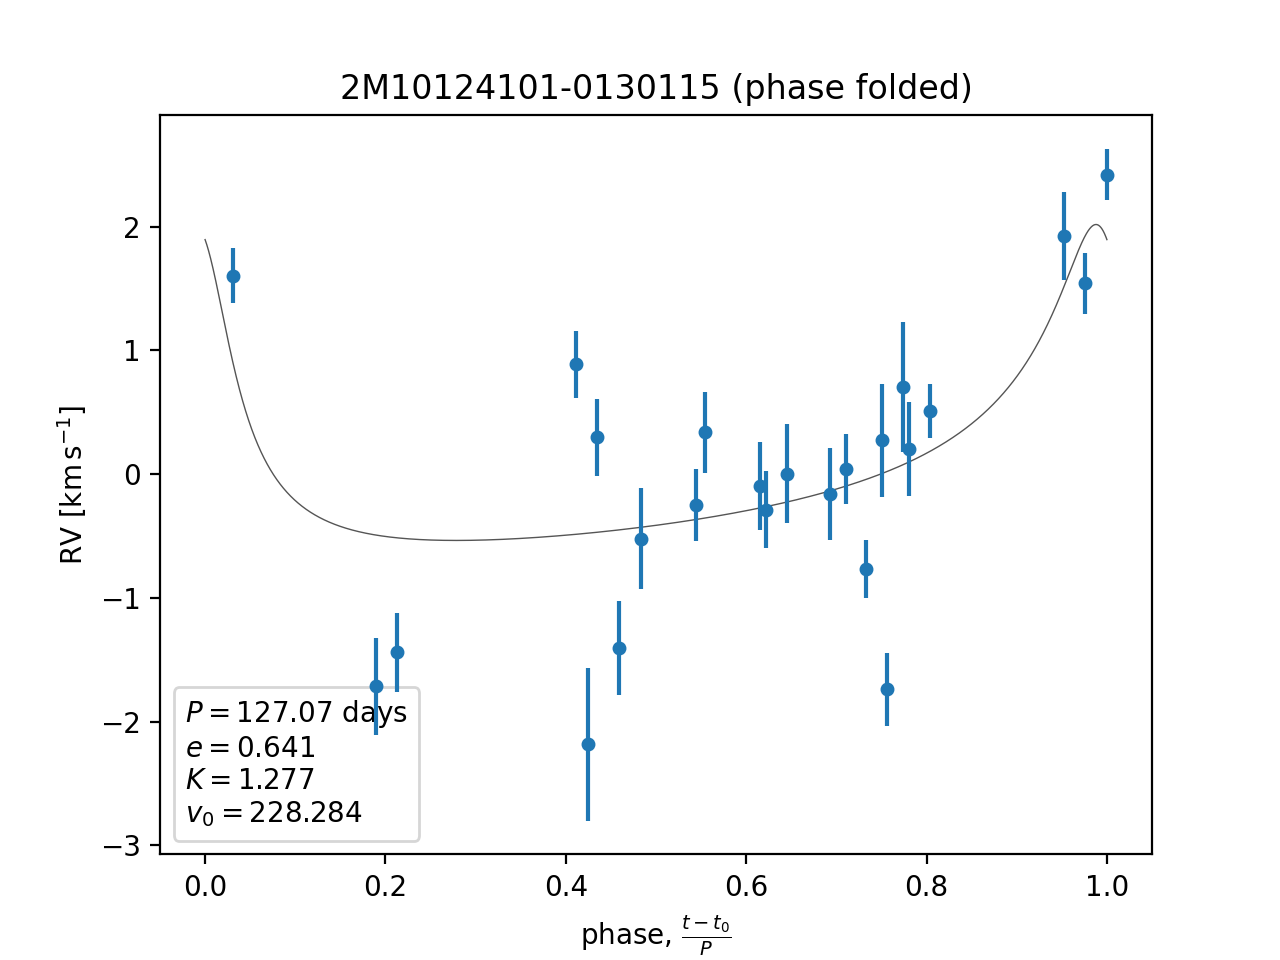 2M10124101-0130115 (phase folded)
RV [km s⁻¹]
2
1
0
−1
−2
−3
P = 127.07 days
e = 0.641
K = 1.277
v₀ = 228.284
0.0 0.2 0.4 0.6 0.8 1.0
phase, (t − t₀)/P